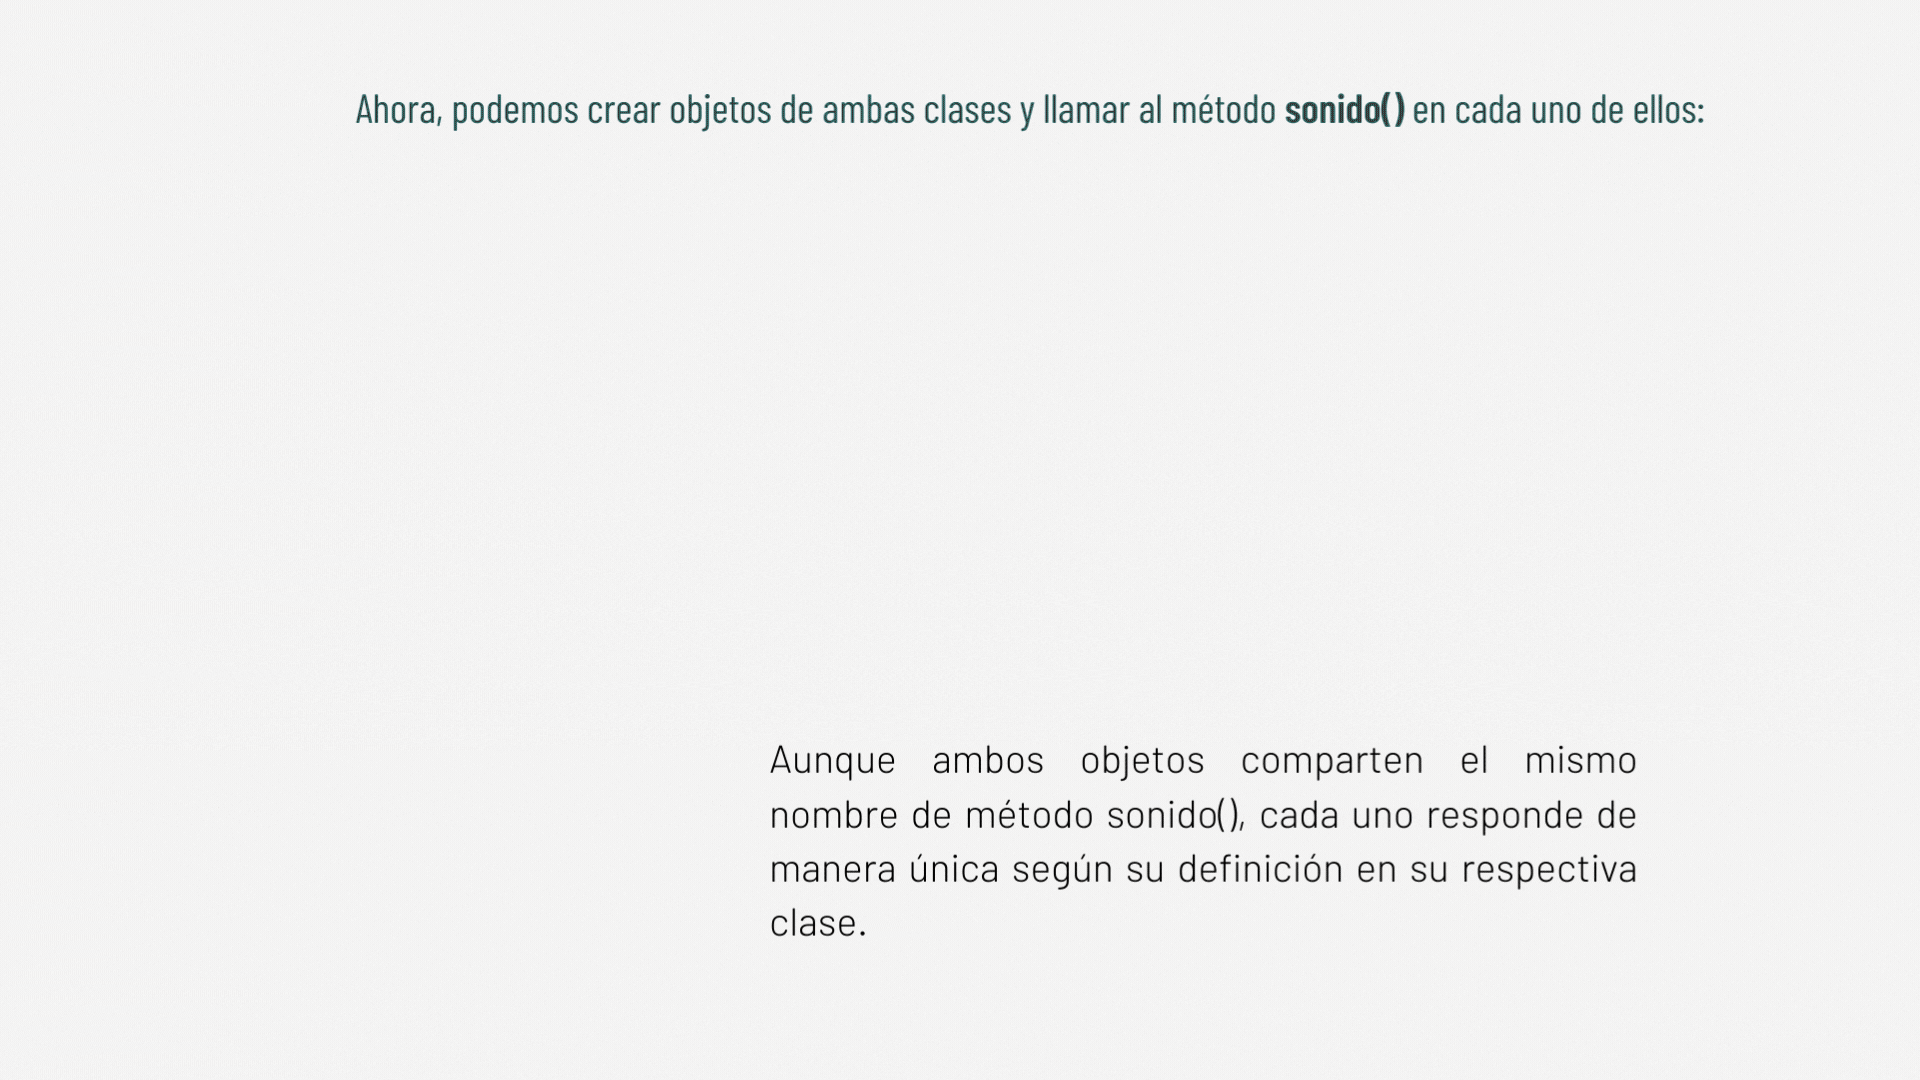 Ahora, podemos crear objetos de ambas clases y llamar al método sonido() en cada uno de ellos:
Aunque ambos objetos comparten el mismo
nombre de método sonido(), cada uno responde de
manera única según su definición en su respectiva
clase.